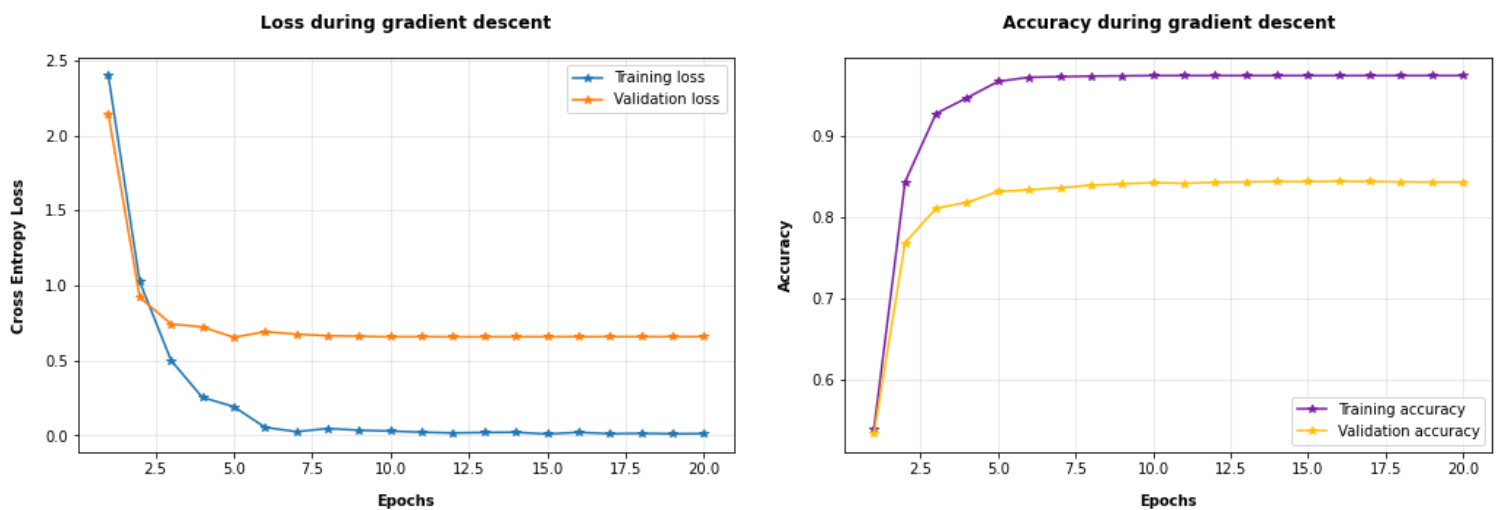 Loss during gradient descent
2.5
2.0
1.5
1.0
0.5
0.0
Cross Entropy Loss
Training loss
Validation loss
2.5 5.0 7.5 10.0 12.5 15.0 17.5 20.0
Epochs
Accuracy during gradient descent
0.9
0.8
0.7
0.6
Accuracy
Training accuracy
Validation accuracy
2.5 5.0 7.5 10.0 12.5 15.0 17.5 20.0
Epochs